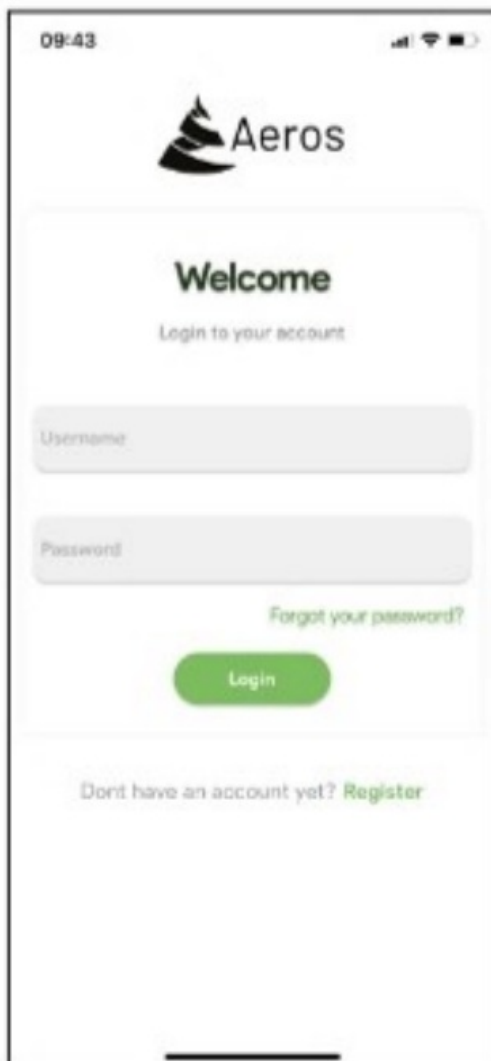 09:43
Aeros
Welcome
Login to your account
Username
Password
Forgot your password?
Login
Dont have an account yet? Register